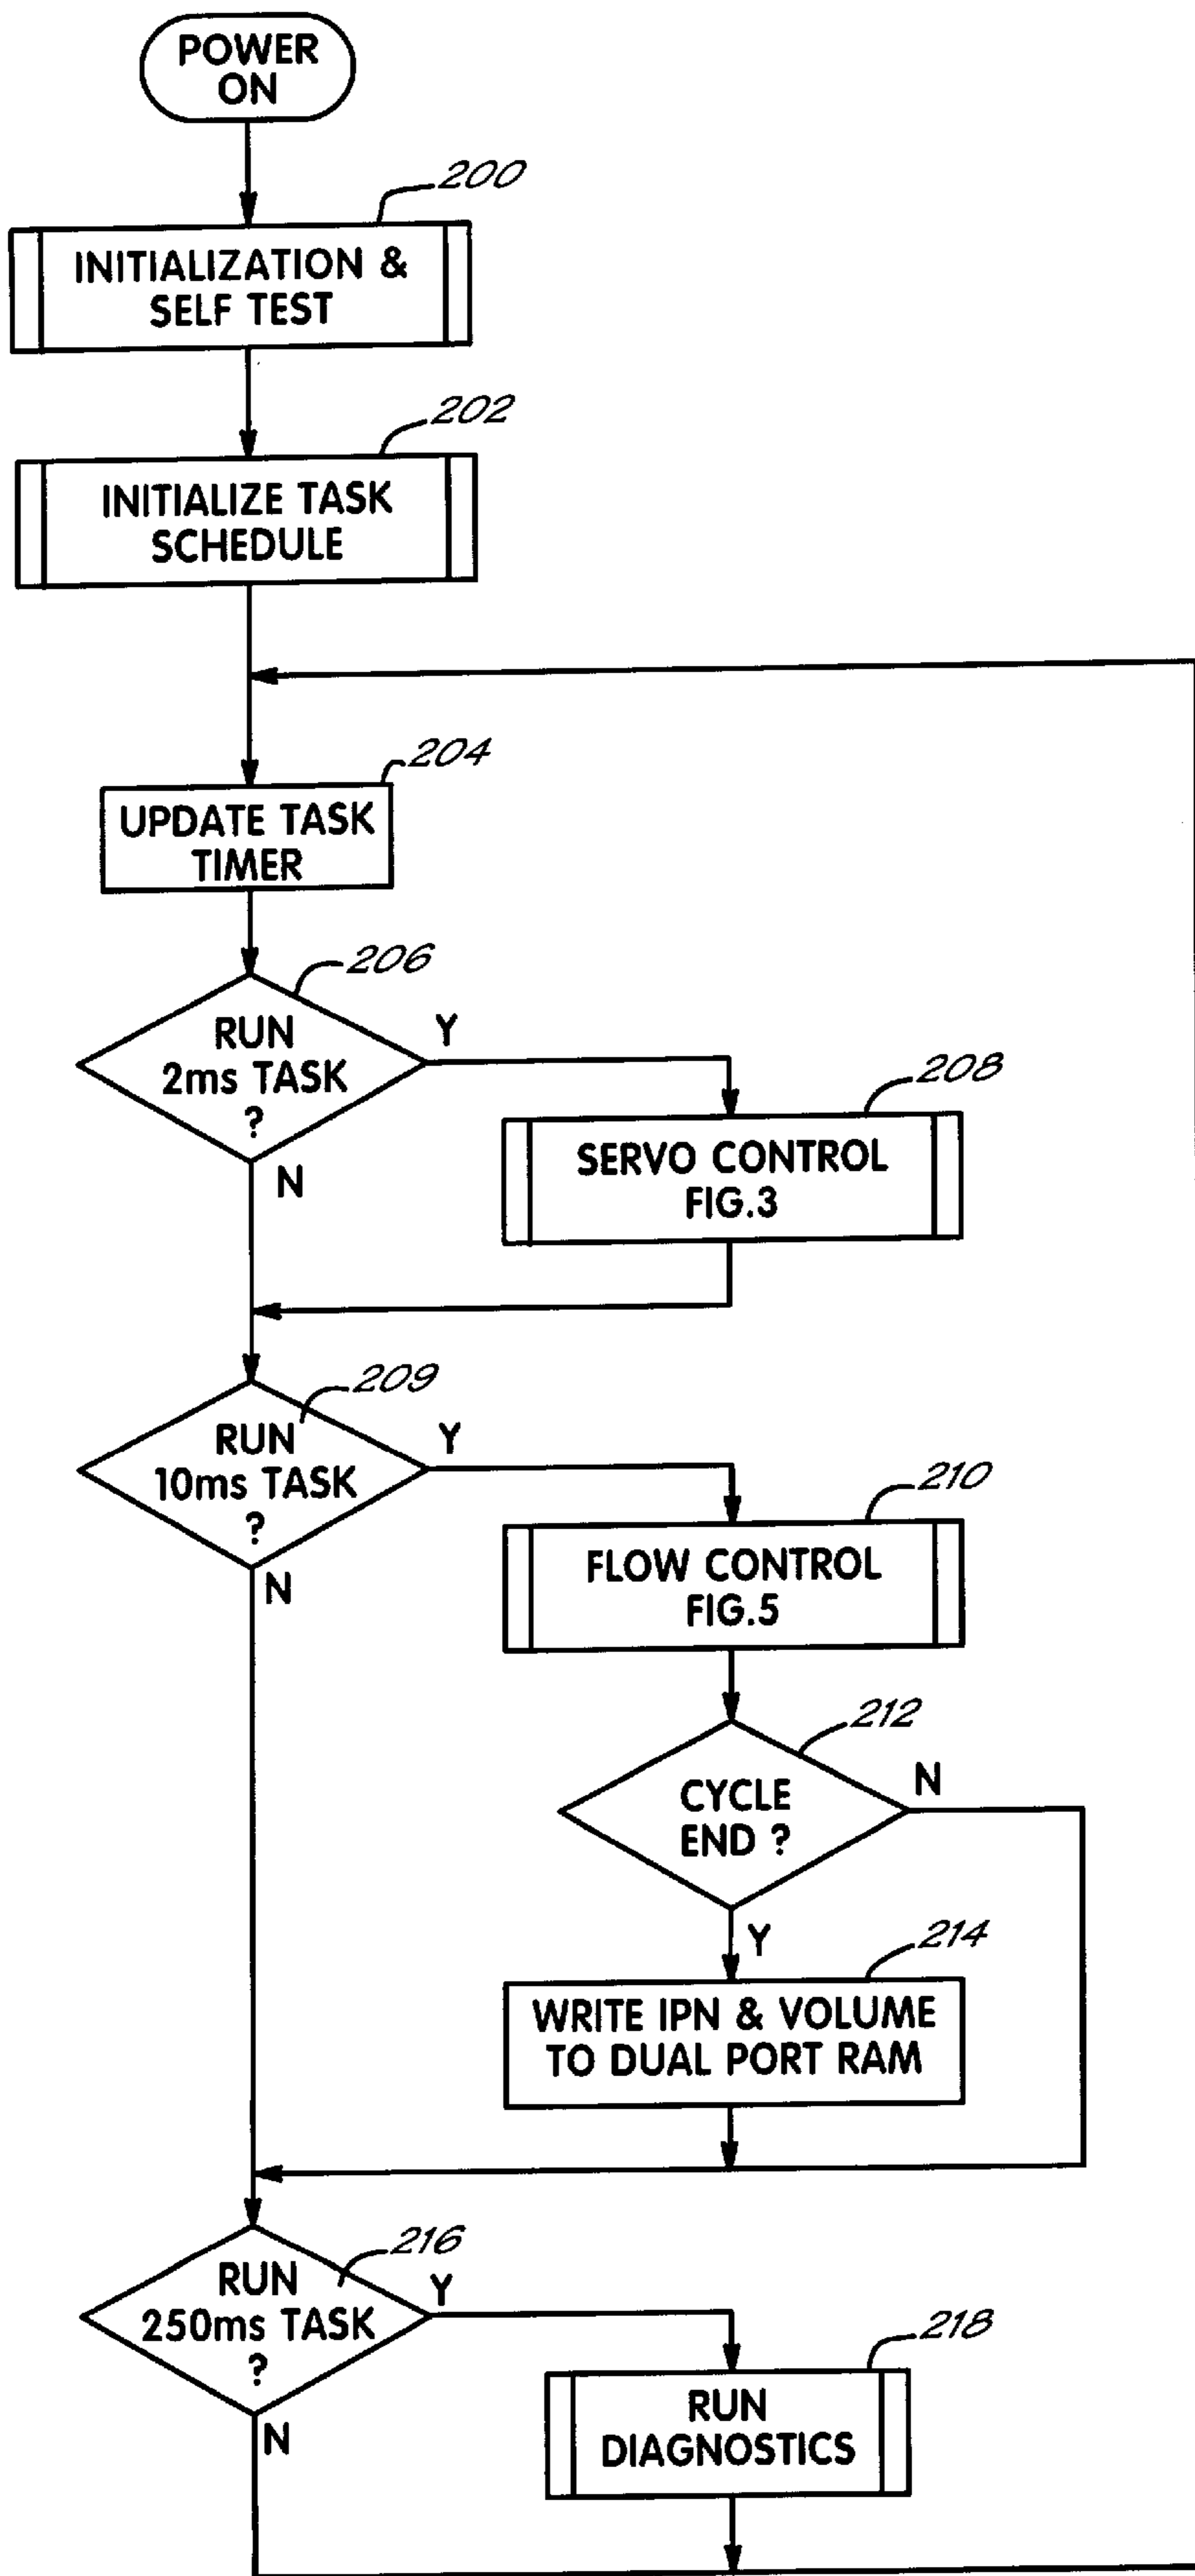 POWER
ON
200
INITIALIZATION &
SELF TEST
202
INITIALIZE TASK
SCHEDULE
204
UPDATE TASK
TIMER
206
RUN
2ms TASK
?
Y
N
208
SERVO CONTROL
FIG.3
209
RUN
10ms TASK
?
Y
N
210
FLOW CONTROL
FIG.5
212
CYCLE
END ?
N
Y
214
WRITE IPN & VOLUME
TO DUAL PORT RAM
216
RUN
250ms TASK
?
Y
N
218
RUN
DIAGNOSTICS